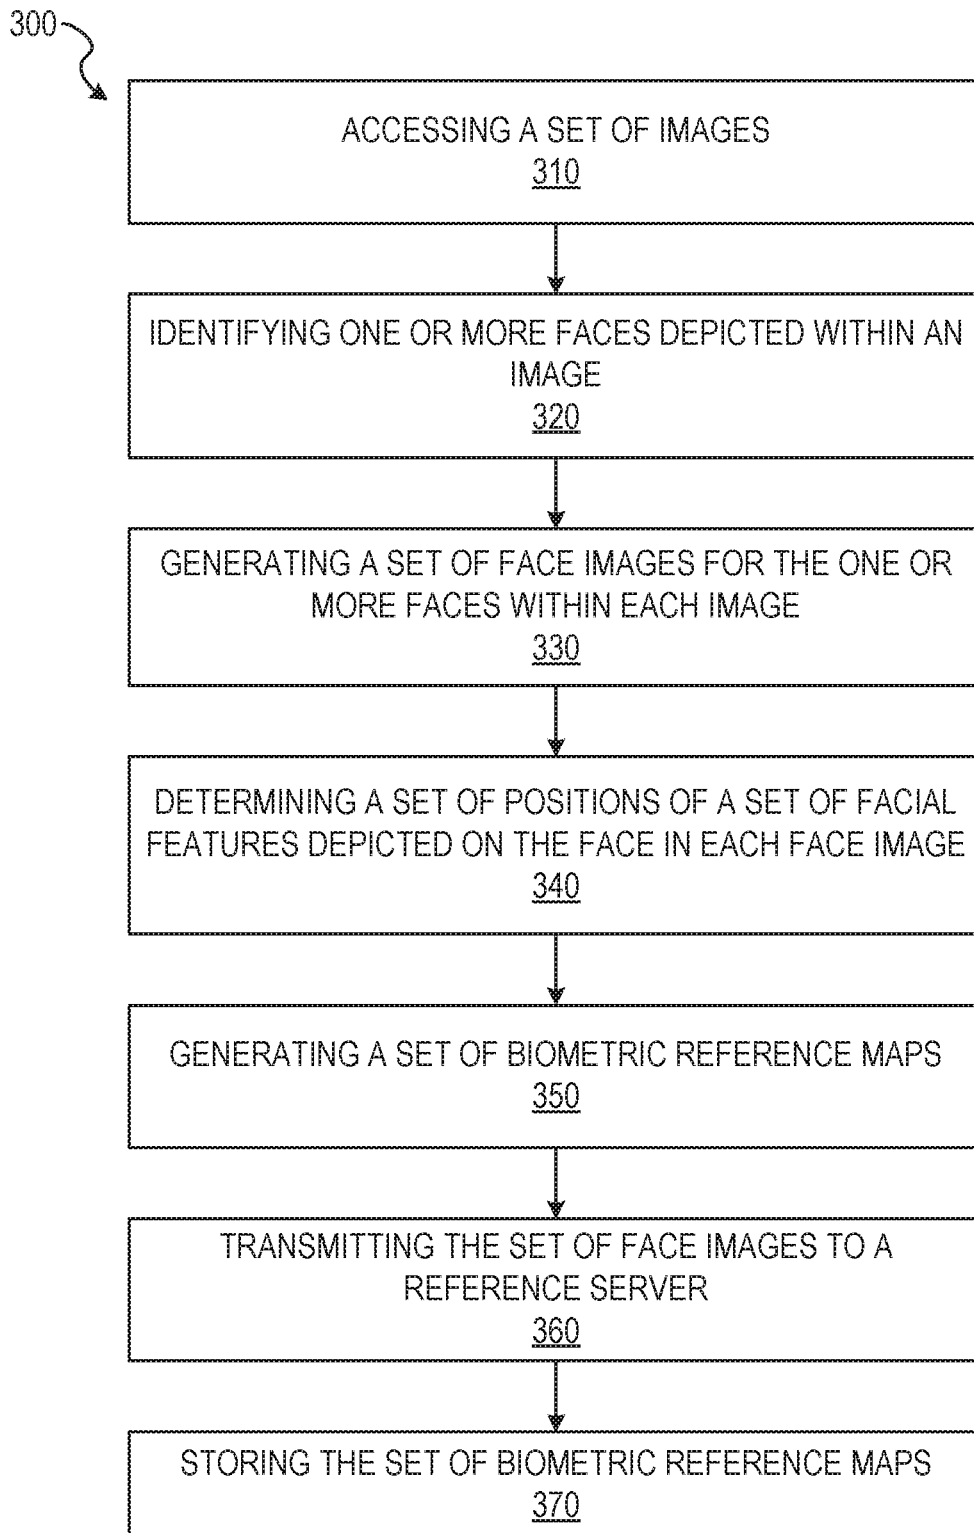 300
ACCESSING A SET OF IMAGES
310
IDENTIFYING ONE OR MORE FACES DEPICTED WITHIN AN
IMAGE
320
GENERATING A SET OF FACE IMAGES FOR THE ONE OR
MORE FACES WITHIN EACH IMAGE
330
DETERMINING A SET OF POSITIONS OF A SET OF FACIAL
FEATURES DEPICTED ON THE FACE IN EACH FACE IMAGE
340
GENERATING A SET OF BIOMETRIC REFERENCE MAPS
350
TRANSMITTING THE SET OF FACE IMAGES TO A
REFERENCE SERVER
360
STORING THE SET OF BIOMETRIC REFERENCE MAPS
370